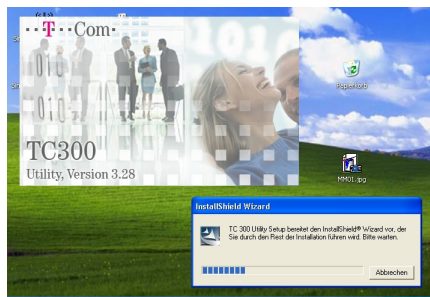 ··T··Com·
TC300
Utility, Version 3.28
Papierkorb
MM01.jpg
InstallShield Wizard
TC 300 Utility Setup bereitet den InstallShield® Wizard vor, der
Sie durch den Rest der Installation führen wird. Bitte warten.
Abbrechen